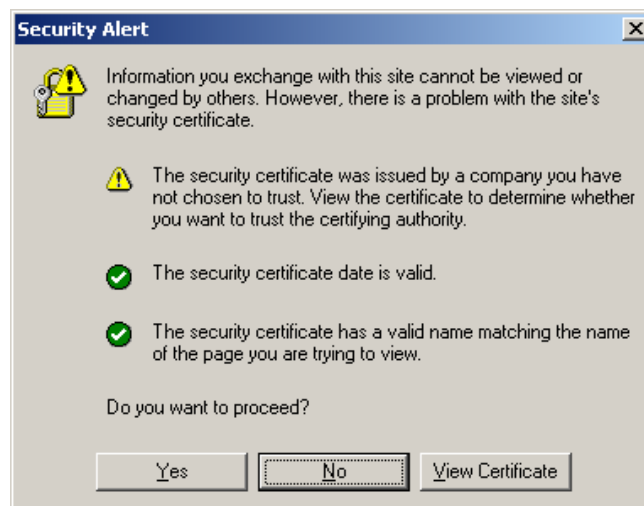 Security Alert
Information you exchange with this site cannot be viewed or
changed by others. However, there is a problem with the site's
security certificate.
The security certificate was issued by a company you have
not chosen to trust. View the certificate to determine whether
you want to trust the certifying authority.
The security certificate date is valid.
The security certificate has a valid name matching the name
of the page you are trying to view.
Do you want to proceed?
Yes No View Certificate